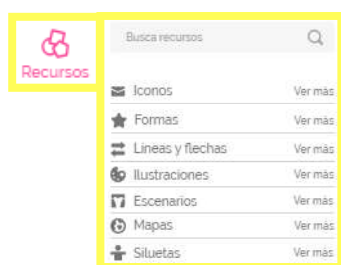 Recursos
Busca recursos
Iconos Ver más
Formas Ver más
Líneas y flechas Ver más
Ilustraciones Ver más
Escenarios Ver más
Mapas Ver más
Siluetas Ver más